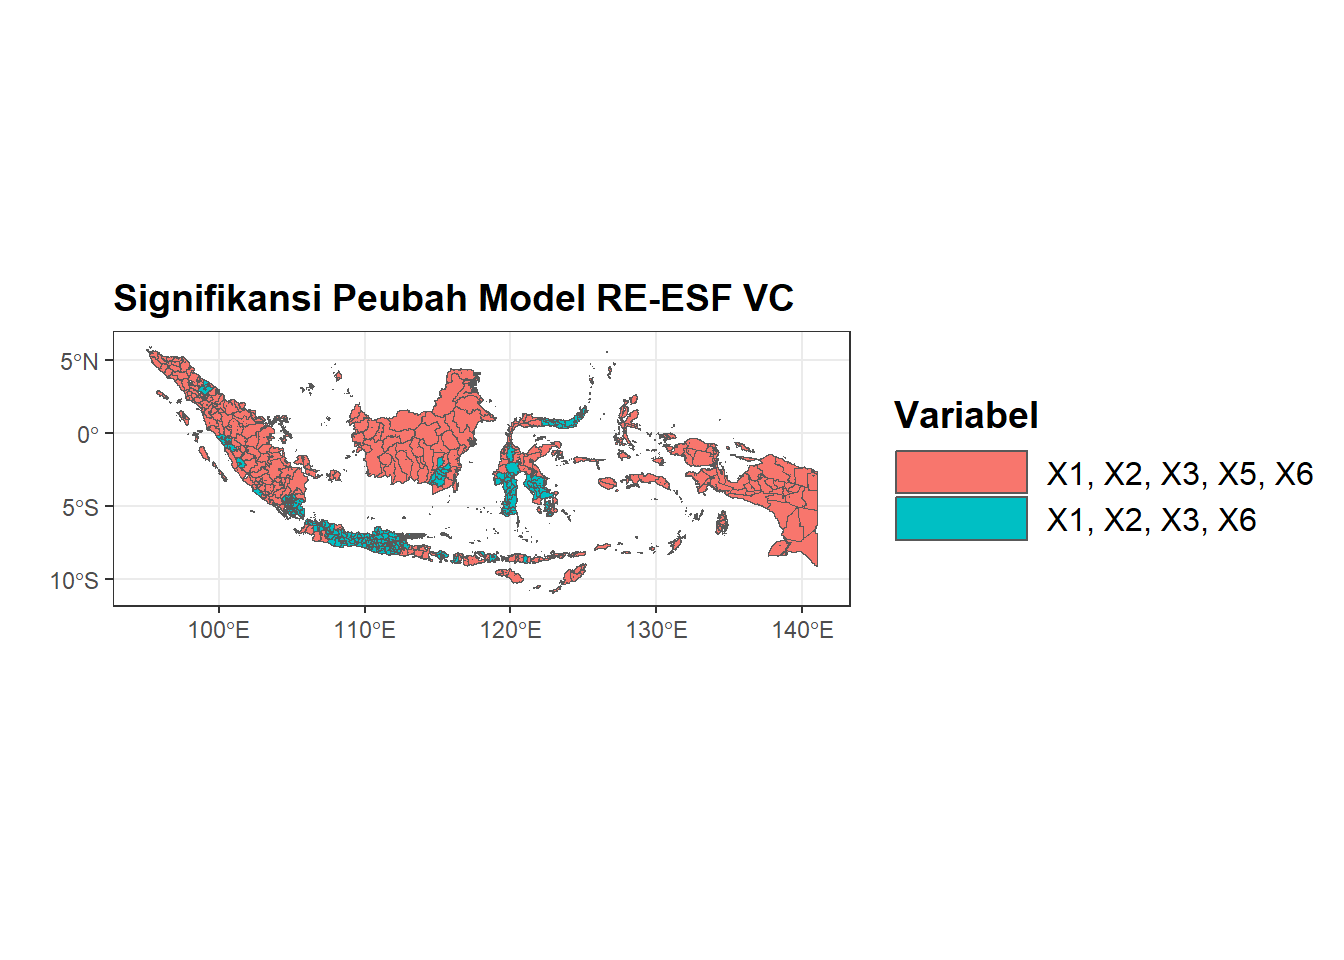 Signifikansi Peubah Model RE-ESF VC
5°N
0°
5°S
10°S
100°E 110°E 120°E 130°E 140°E
Variabel
X1, X2, X3, X5, X6
X1, X2, X3, X6